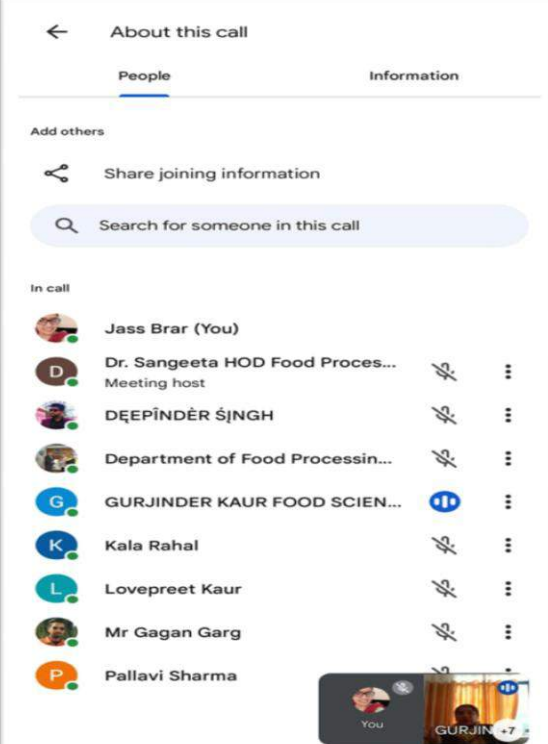 About this call
People
Information
Add others
Share joining information
Search for someone in this call
In call
Jass Brar (You)
D
Dr. Sangeeta HOD Food Proces...
Meeting host
DĘEPÎNDÈR ŚĮNGH
Department of Food Processin...
G
GURJINDER KAUR FOOD SCIEN...
K
Kala Rahal
L
Lovepreet Kaur
Mr Gagan Garg
P
Pallavi Sharma
You
GURJIN
+7